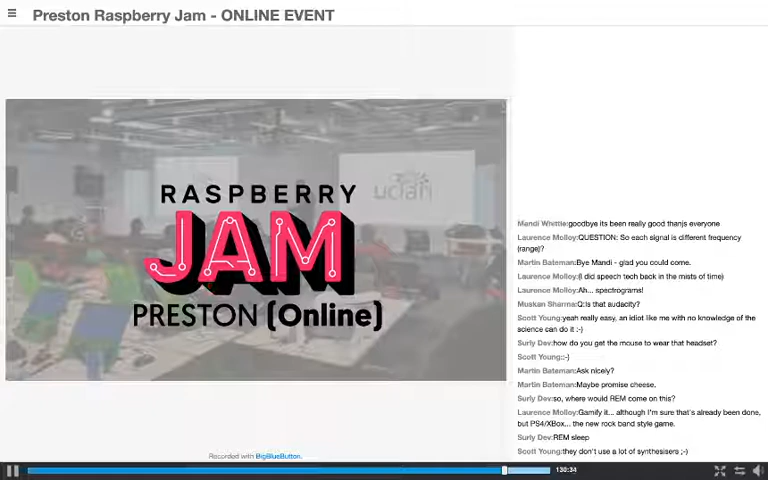 Preston Raspberry Jam - ONLINE EVENT
uclan
RASPBERRY
JAM
PRESTON (Online)
Mandi Whittle:goodbye its been really good thanjs everyone
Laurence Molloy:QUESTION: So each signal is different frequency
(range)?
Martin Bateman:Bye Mandi - glad you could come.
Laurence Molloy:(I did speech tech back in the mists of time)
Laurence Molloy:Ah... spectrograms!
Muskan Sharma:Q:Is that audacity?
Scott Young:yeah really easy, an idiot like me with no knowledge of the
science can do it :-)
Surly Dev:how do you get the mouse to wear that headset?
Scott Young::-)
Martin Bateman:Ask nicely?
Martin Bateman:Maybe promise cheese.
Surly Dev:so, where would REM come on this?
Laurence Molloy:Gamify it... although I'm sure that's already been done,
but PS4/XBox... the new rock band style game.
Surly Dev:REM sleep
Scott Young:they don't use a lot of synthesisers ;-)
Recorded with BigBlueButton.
130:34